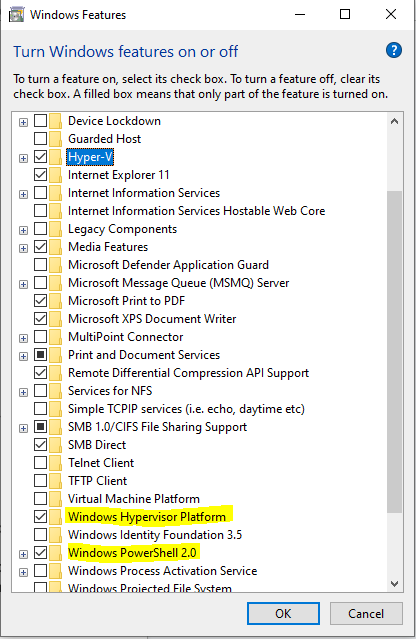 Windows Features
Turn Windows features on or off
?
To turn a feature on, select its check box. To turn a feature off, clear its
check box. A filled box means that only part of the feature is turned on.
Device Lockdown
Guarded Host
Hyper-V
Internet Explorer 11
Internet Information Services
Internet Information Services Hostable Web Core
Legacy Components
Media Features
Microsoft Defender Application Guard
Microsoft Message Queue (MSMQ) Server
Microsoft Print to PDF
Microsoft XPS Document Writer
MultiPoint Connector
Print and Document Services
Remote Differential Compression API Support
Services for NFS
Simple TCPIP services (i.e. echo, daytime etc)
SMB 1.0/CIFS File Sharing Support
SMB Direct
Telnet Client
TFTP Client
Virtual Machine Platform
Windows Hypervisor Platform
Windows Identity Foundation 3.5
Windows PowerShell 2.0
Windows Process Activation Service
Windows Projected File System
OK
Cancel